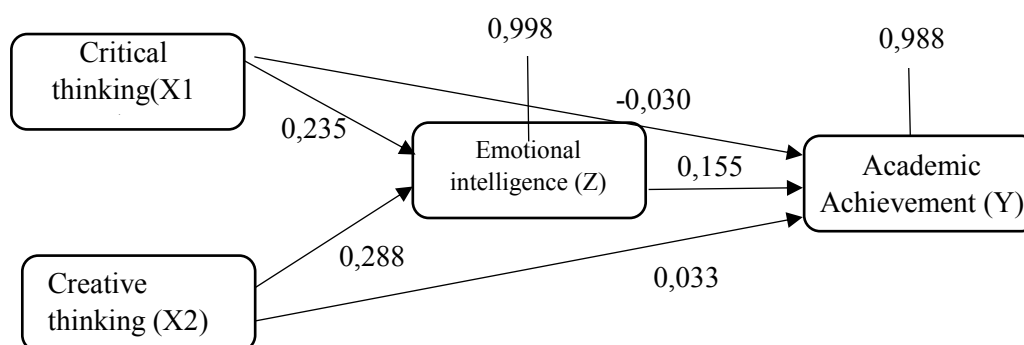 0,998
0,988
Critical
thinking(X1
-0,030
0,235
Emotional
intelligence (Z)
0,155
Academic
Achievement (Y)
0,288
Creative
thinking (X2)
0,033